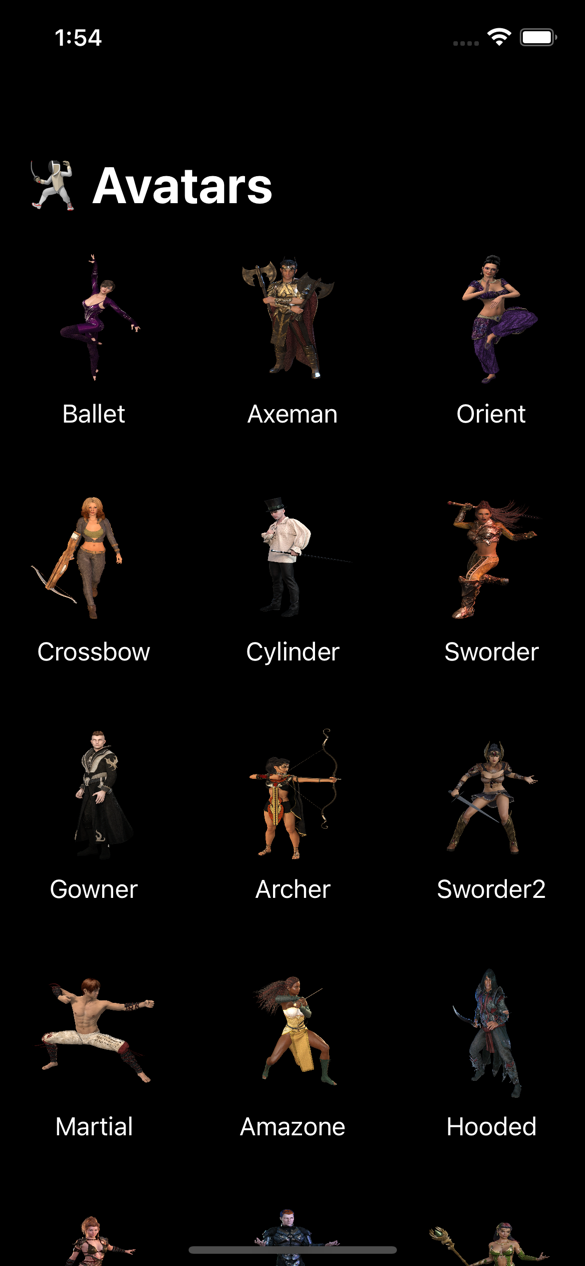 1:54
Avatars
Ballet
Axeman
Orient
Crossbow
Cylinder
Sworder
Gowner
Archer
Sworder2
Martial
Amazone
Hooded